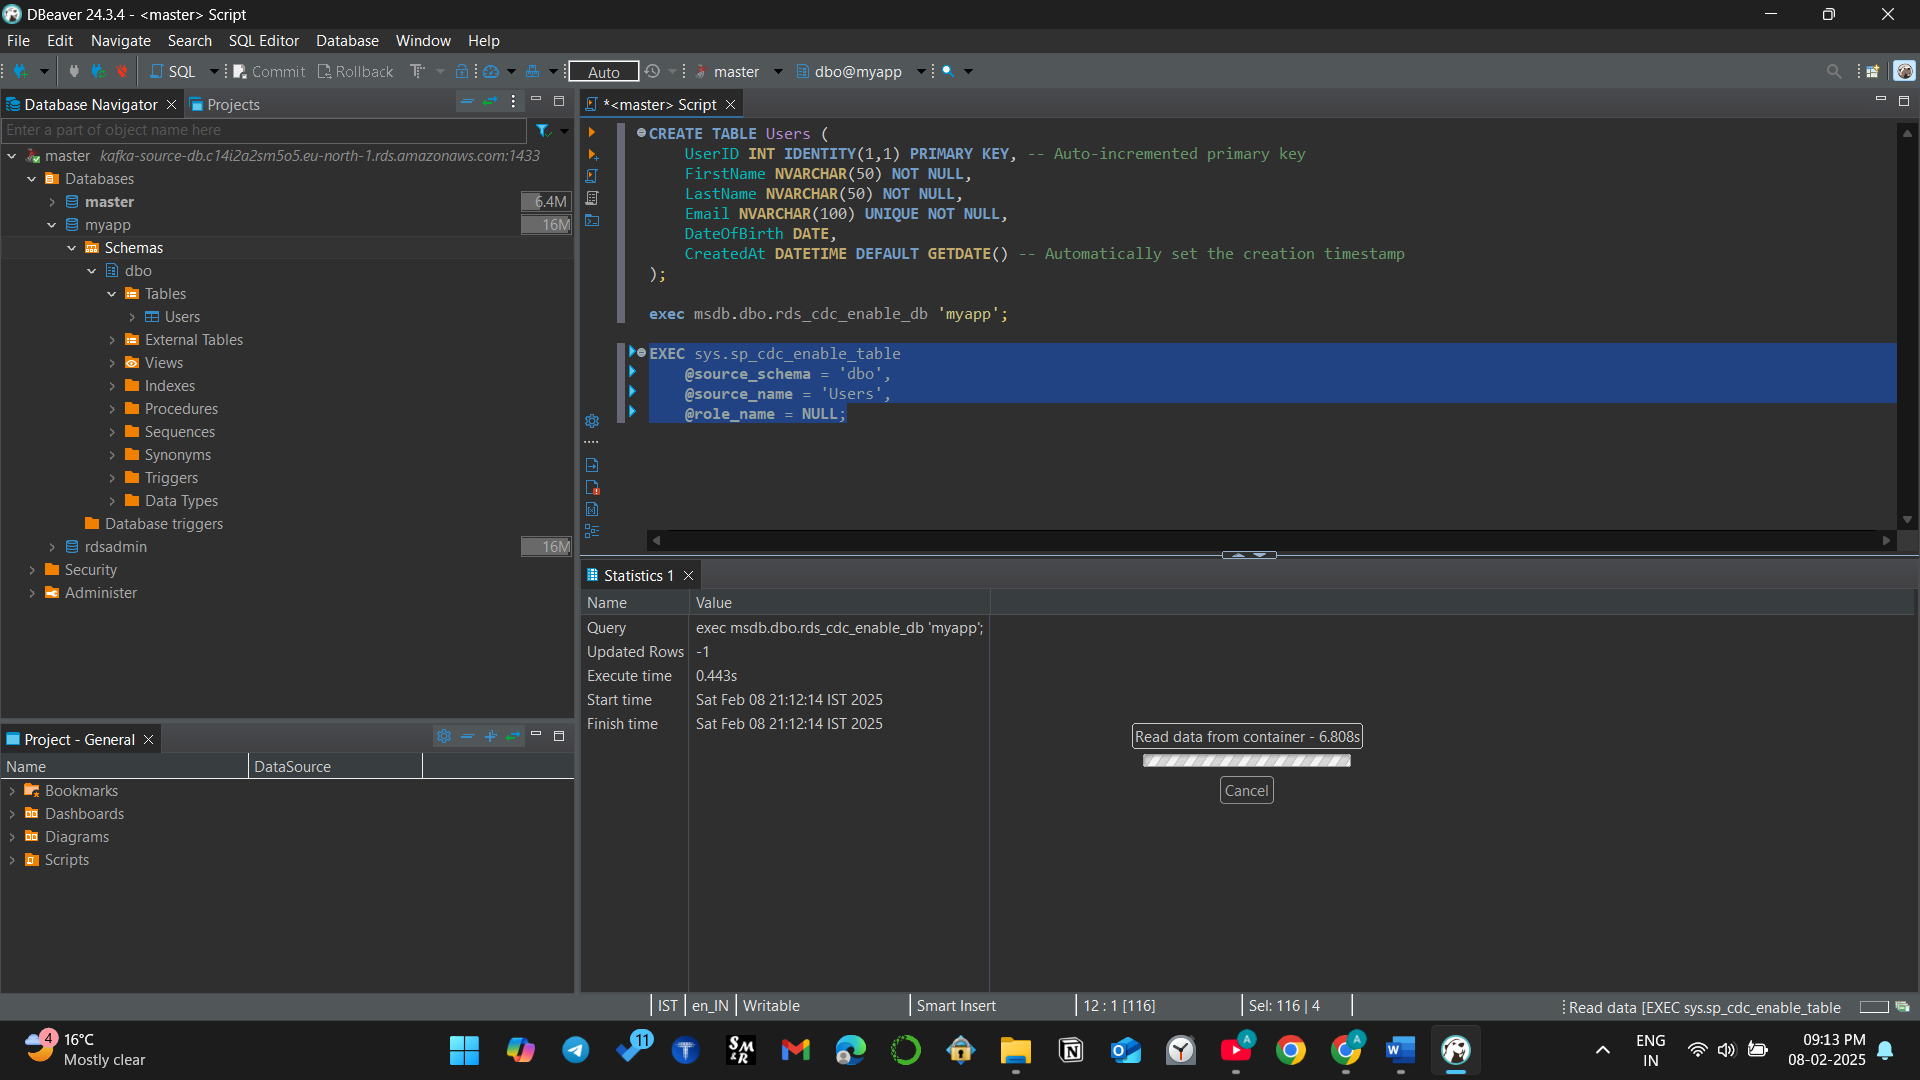 DBeaver 24.3.4 - <master> Script
File Edit Navigate Search SQL Editor Database Window Help
SQL Commit Rollback Auto master dbo@myapp
Database Navigator Projects
Enter a part of object name here
master kafka-source-db.c14i2a2sm5o5.eu-north-1.rds.amazonaws.com:1433
Databases
master 6.4M
myapp 16M
Schemas
dbo
Tables
Users
External Tables
Views
Indexes
Procedures
Sequences
Synonyms
Triggers
Data Types
Database triggers
rdsadmin 16M
Security
Administer
Project - General
Name DataSource
Bookmarks
Dashboards
Diagrams
Scripts
*<master> Script
CREATE TABLE Users (
UserID INT IDENTITY(1,1) PRIMARY KEY, -- Auto-incremented primary key
FirstName NVARCHAR(50) NOT NULL,
LastName NVARCHAR(50) NOT NULL,
Email NVARCHAR(100) UNIQUE NOT NULL,
DateOfBirth DATE,
CreatedAt DATETIME DEFAULT GETDATE() -- Automatically set the creation timestamp
);
exec msdb.dbo.rds_cdc_enable_db 'myapp';
EXEC sys.sp_cdc_enable_table
@source_schema = 'dbo',
@source_name = 'Users',
@role_name = NULL;
Statistics 1
Name Value
Query exec msdb.dbo.rds_cdc_enable_db 'myapp';
Updated Rows -1
Execute time 0.443s
Start time Sat Feb 08 21:12:14 IST 2025
Finish time Sat Feb 08 21:12:14 IST 2025
Read data from container - 6.808s
Cancel
IST en_IN Writable Smart Insert 12 : 1 [116] Sel: 116 | 4 Read data [EXEC sys.sp_cdc_enable_table
4
16°C
Mostly clear
11
SM
&R
A
A
ENG
IN
09:13 PM
08-02-2025